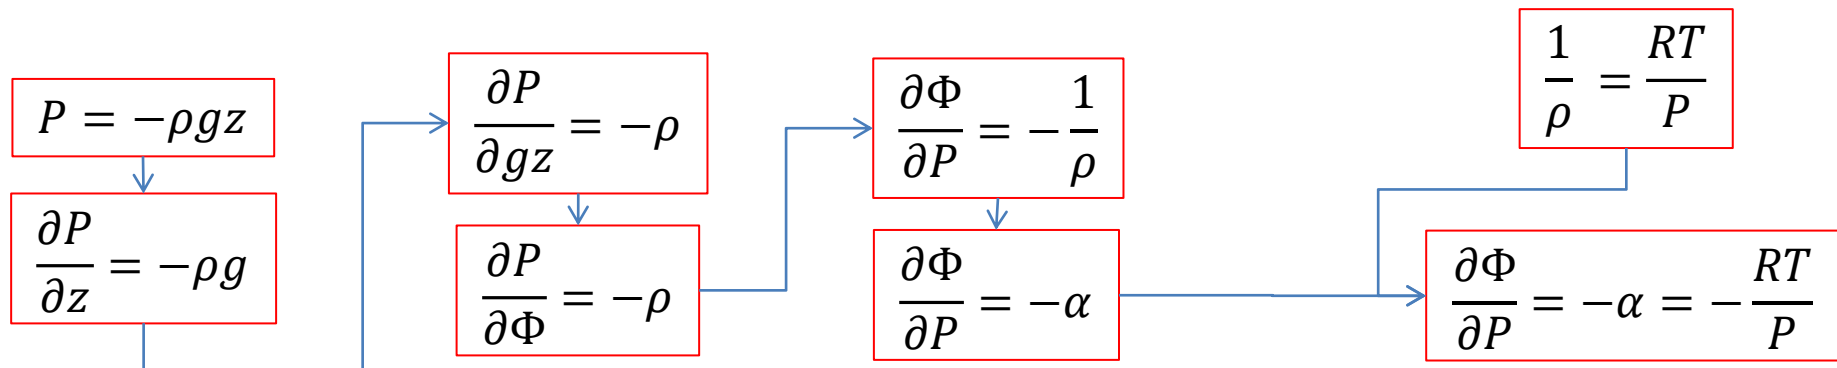 P = −ρgz
∂P/∂z = −ρg
∂P/∂gz = −ρ
∂P/∂Φ = −ρ
∂Φ/∂P = −1/ρ
∂Φ/∂P = −α
1/ρ = RT/P
∂Φ/∂P = −α = −RT/P